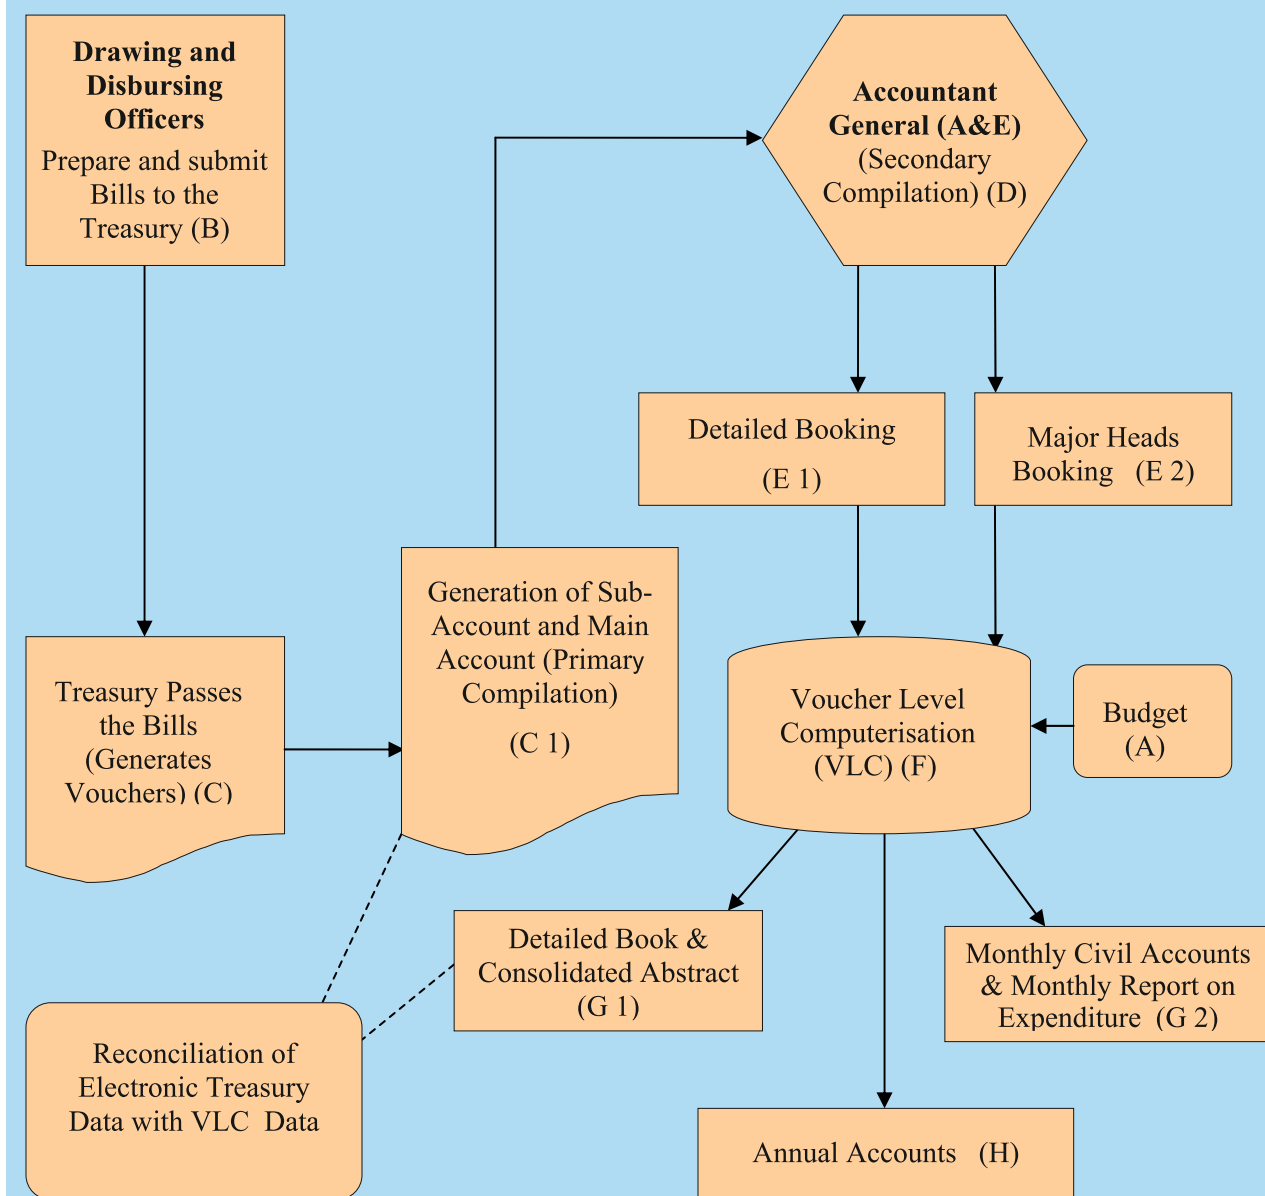 Drawing and
Disbursing
Officers
Prepare and submit
Bills to the
Treasury (B)
Accountant
General (A&E)
(Secondary
Compilation) (D)
Detailed Booking
(E 1)
Major Heads
Booking (E 2)
Generation of Sub-
Account and Main
Account (Primary
Compilation)
(C 1)
Treasury Passes
the Bills
(Generates
Vouchers) (C)
Voucher Level
Computerisation
(VLC) (F)
Budget
(A)
Detailed Book &
Consolidated Abstract
(G 1)
Monthly Civil Accounts
& Monthly Report on
Expenditure (G 2)
Reconciliation of
Electronic Treasury
Data with VLC Data
Annual Accounts (H)